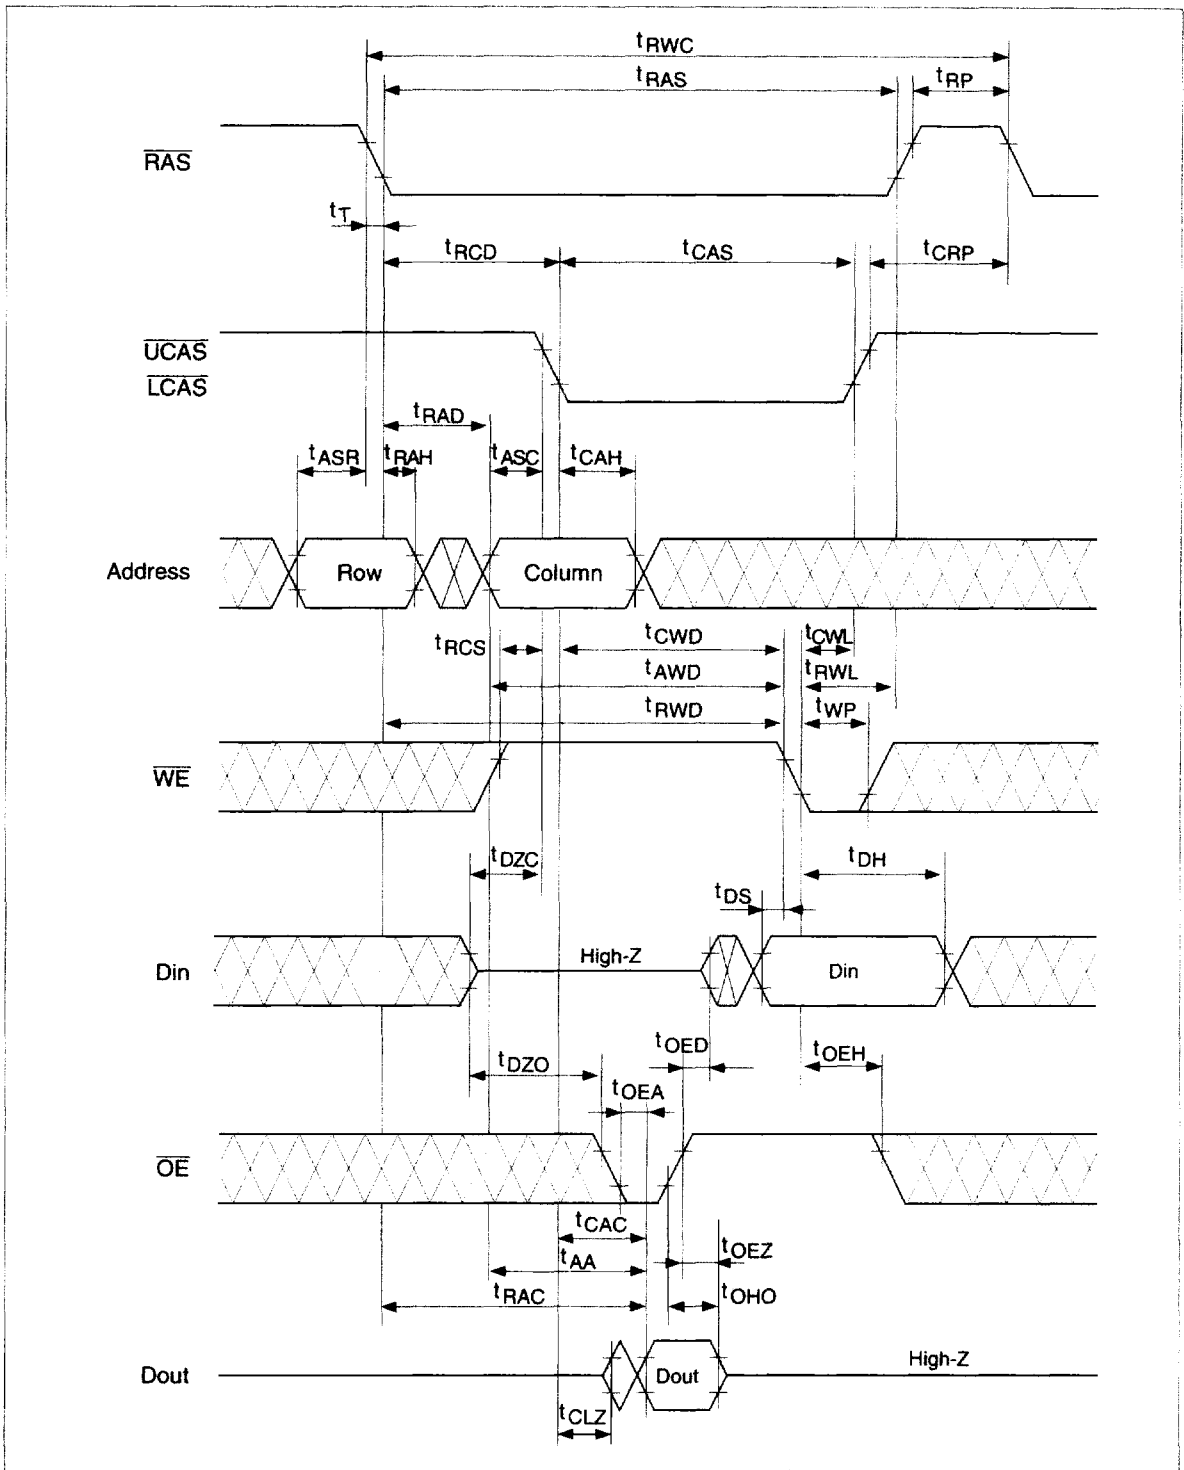 tRWC
tRAS
tRP
RAS
tT
tRCD
tCAS
tCRP
UCAS
LCAS
tRAD
tASR
tRAH
tASC
tCAH
Address
Row
Column
tRCS
tCWD
tCWL
tAWD
tRWL
tRWD
tWP
WE
tDZC
tDH
tDS
Din
High-Z
Din
tOED
tOEH
tDZO
tOEA
OE
tCAC
tOEZ
tAA
tRAC
tOHO
Dout
Dout
High-Z
tCLZ